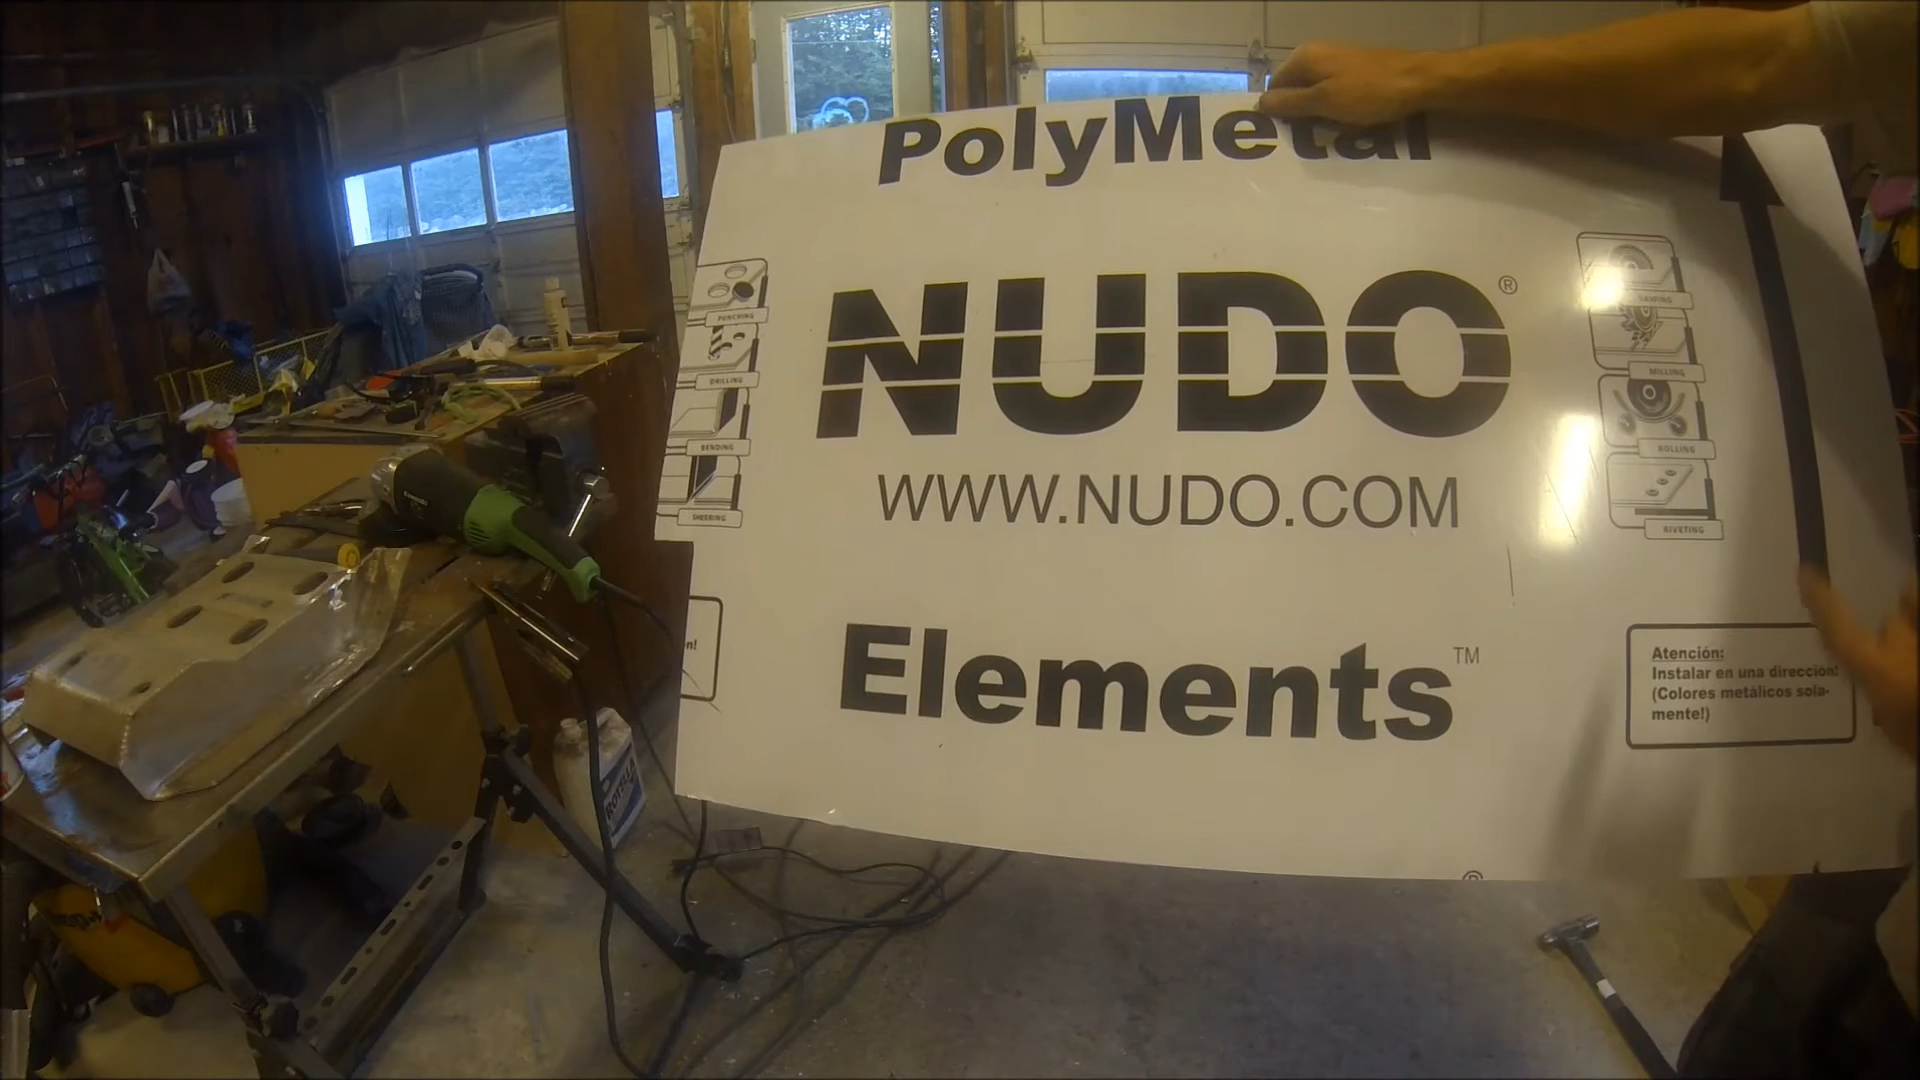 PolyMetal
NUDO®
WWW.NUDO.COM
Elements™
PUNCHING
DRILLING
BENDING
SHEERING
SAWING
MILLING
ROLLING
RIVETING
n!
Atención:
Instalar en una direccion!
(Colores metálicos sola-
mente!)
®
ROTELLA